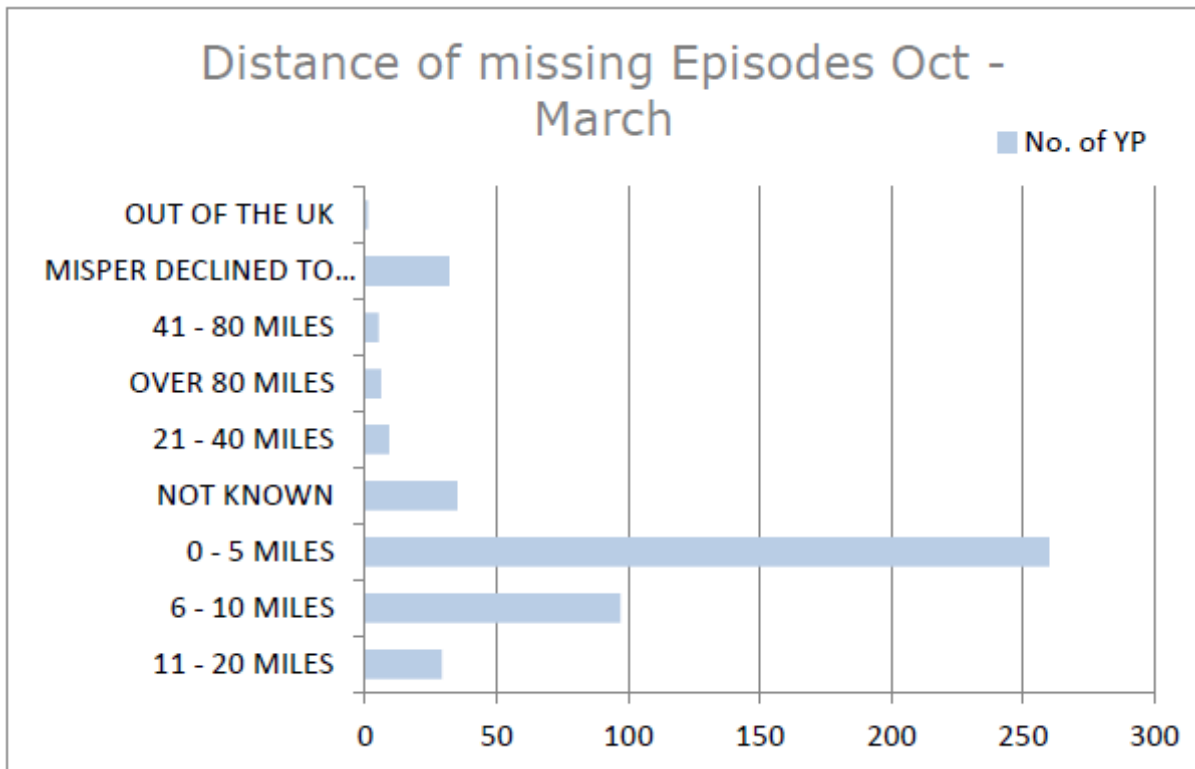 Distance of missing Episodes Oct -
March
No. of YP
OUT OF THE UK
MISPER DECLINED TO...
41 - 80 MILES
OVER 80 MILES
21 - 40 MILES
NOT KNOWN
0 - 5 MILES
6 - 10 MILES
11 - 20 MILES
0 50 100 150 200 250 300